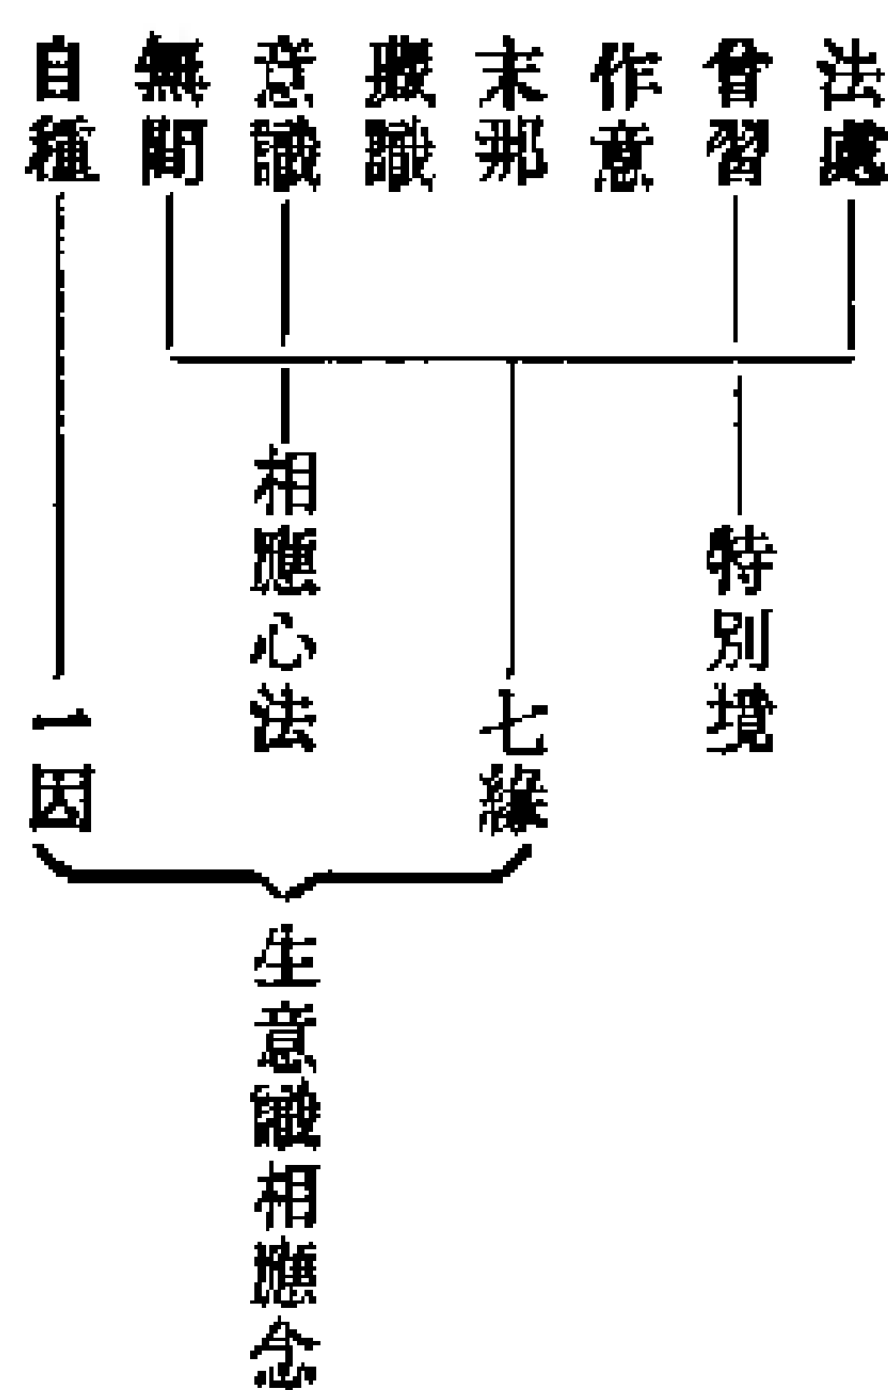 法處
曾習
作意
末那
藏識
意識
無間
自種
特別境
七緣
相應心法
一因
生意識相應念